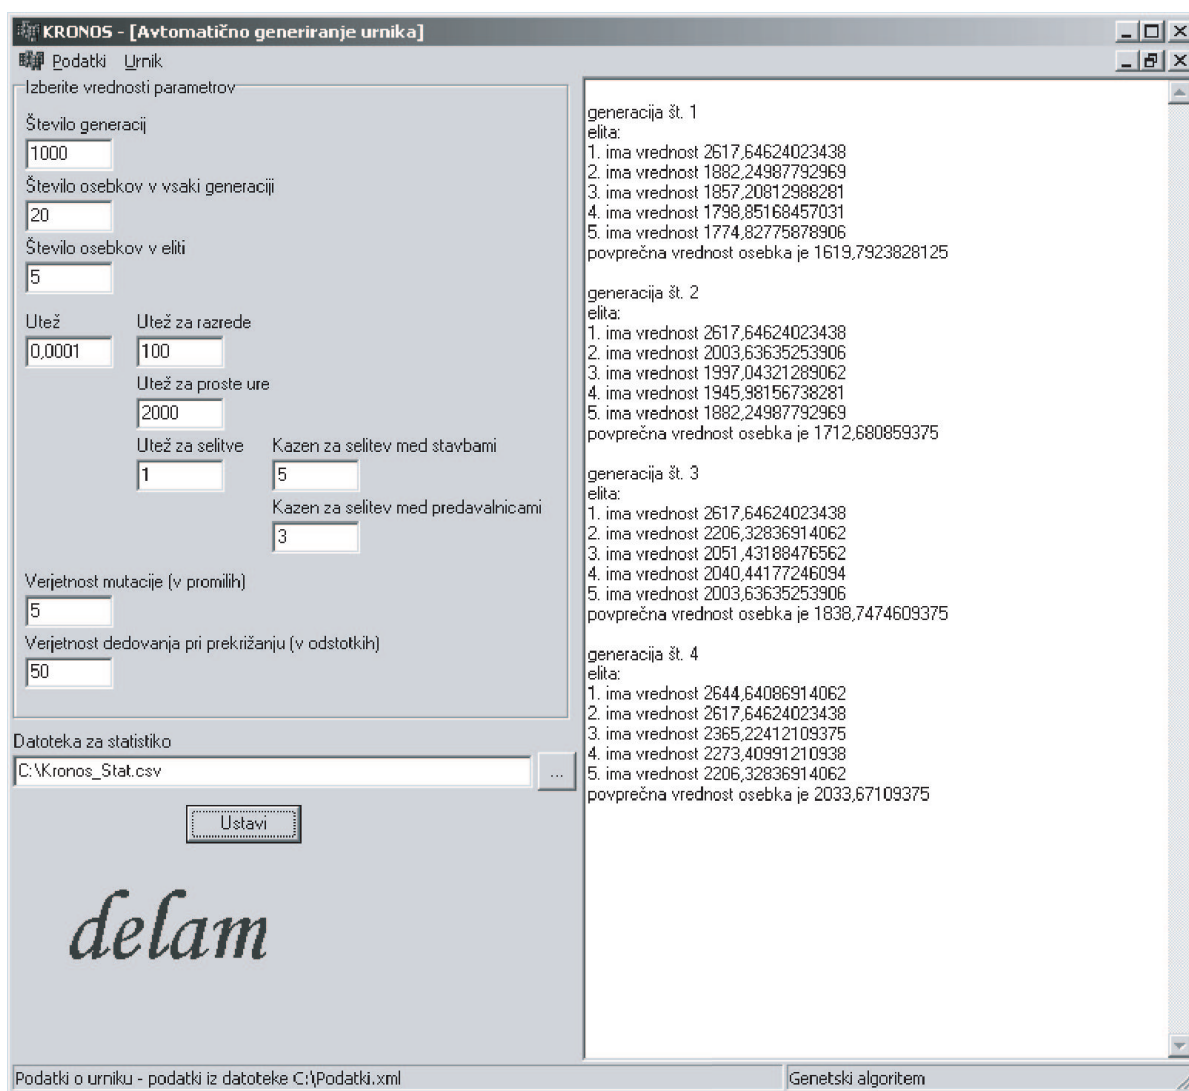 KRONOS - [Avtomatično generiranje urnika]
Podatki Urnik
Izberite vrednosti parametrov
Število generacij
1000
Število osebkov v vsaki generaciji
20
Število osebkov v eliti
5
Utež Utež za razrede
0,0001 100
Utež za proste ure
2000
Utež za selitve Kazen za selitev med stavbami
1 5
Kazen za selitev med predavalnicami
3
Verjetnost mutacije (v promilih)
5
Verjetnost dedovanja pri prekrižanju (v odstotkih)
50
Datoteka za statistiko
C:\Kronos_Stat.csv ...
Ustavi
delam
generacija št. 1
elita:
1. ima vrednost 2617,64624023438
2. ima vrednost 1882,24987792969
3. ima vrednost 1857,20812988281
4. ima vrednost 1798,85168457031
5. ima vrednost 1774,82775878906
povprečna vrednost osebka je 1619,7923828125
generacija št. 2
elita:
1. ima vrednost 2617,64624023438
2. ima vrednost 2003,63635253906
3. ima vrednost 1997,04321289062
4. ima vrednost 1945,98156738281
5. ima vrednost 1882,24987792969
povprečna vrednost osebka je 1712,680859375
generacija št. 3
elita:
1. ima vrednost 2617,64624023438
2. ima vrednost 2206,32836914062
3. ima vrednost 2051,43188476562
4. ima vrednost 2040,44177246094
5. ima vrednost 2003,63635253906
povprečna vrednost osebka je 1838,7474609375
generacija št. 4
elita:
1. ima vrednost 2644,64086914062
2. ima vrednost 2617,64624023438
3. ima vrednost 2365,22412109375
4. ima vrednost 2273,40991210938
5. ima vrednost 2206,32836914062
povprečna vrednost osebka je 2033,67109375
Podatki o urniku - podatki iz datoteke C:\Podatki.xml Genetski algoritem